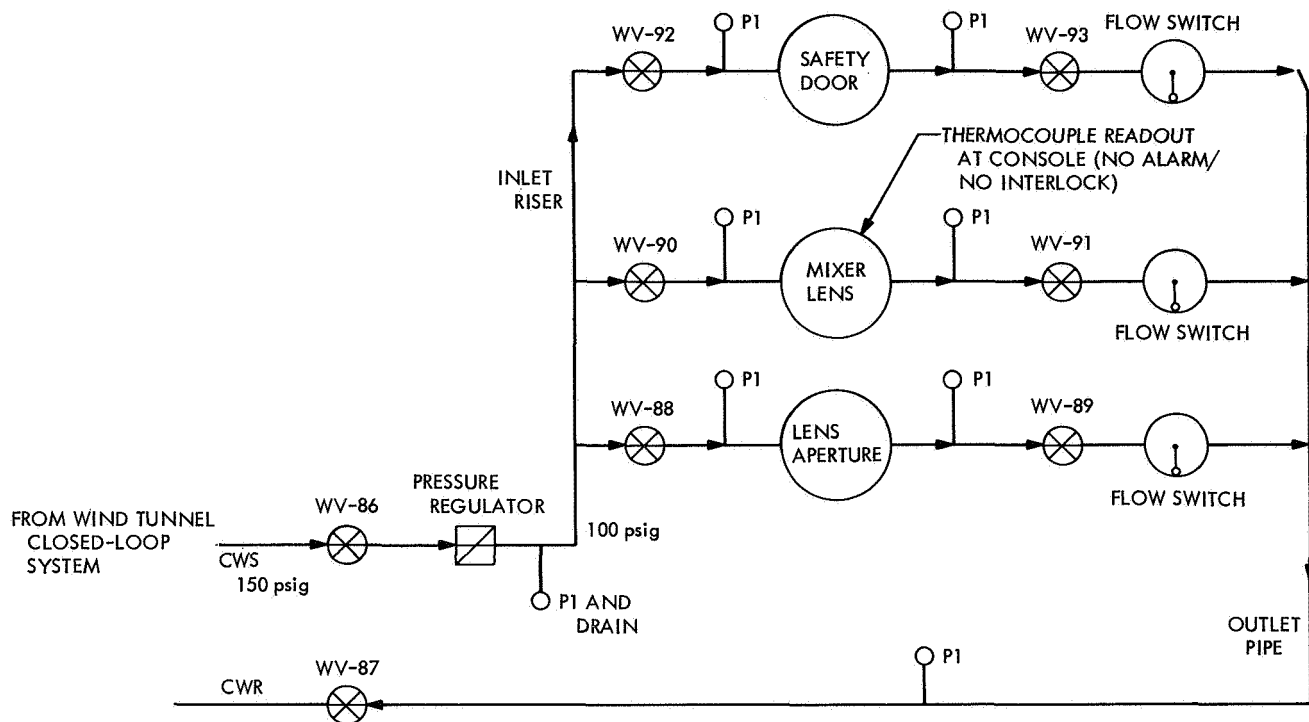 FLOW SWITCH
P1
P1
WV-92
WV-93
SAFETY
DOOR
THERMOCOUPLE READOUT
AT CONSOLE (NO ALARM/
NO INTERLOCK)
INLET
RISER
P1
P1
WV-90
WV-91
MIXER
LENS
FLOW SWITCH
P1
P1
WV-88
WV-89
LENS
APERTURE
FLOW SWITCH
PRESSURE
REGULATOR
WV-86
FROM WIND TUNNEL
CLOSED-LOOP
SYSTEM
100 psig
CWS
150 psig
P1 AND
DRAIN
OUTLET
PIPE
P1
WV-87
CWR